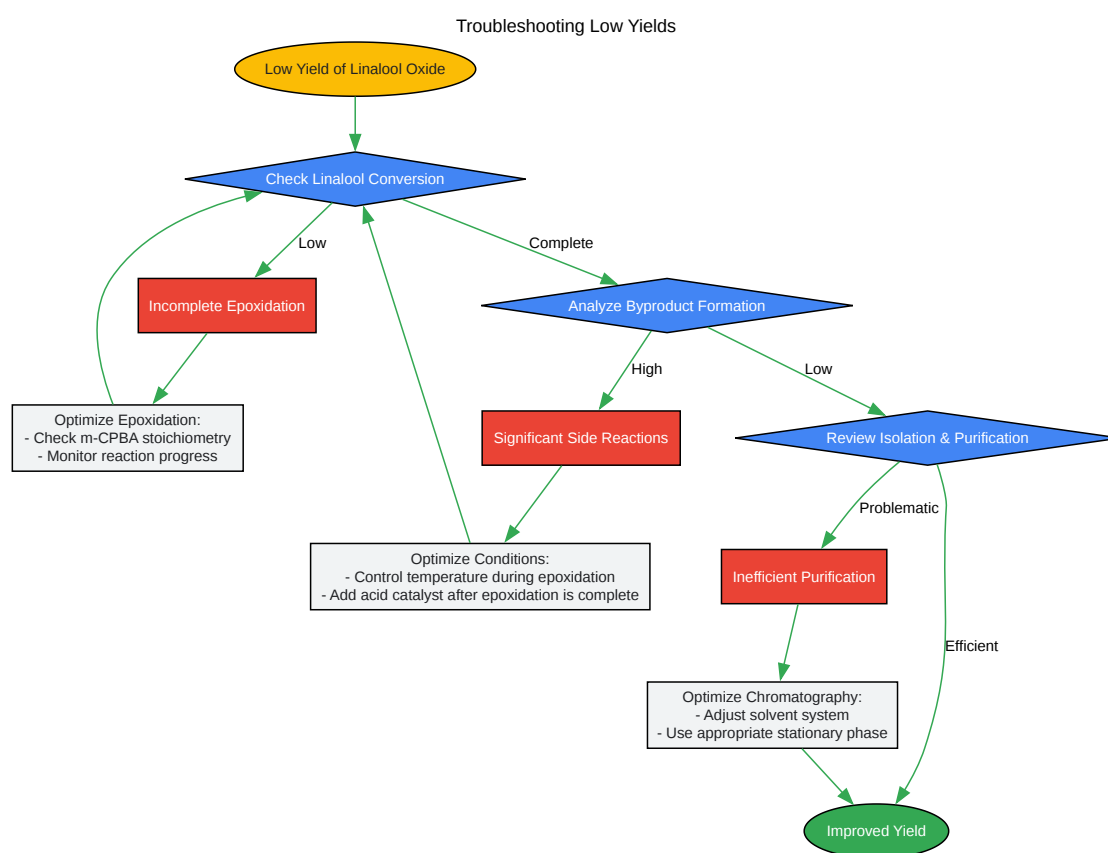 Troubleshooting Low Yields
Low Yield of Linalool Oxide
Check Linalool Conversion
Low
Complete
Incomplete Epoxidation
Analyze Byproduct Formation
High
Low
Optimize Epoxidation:
- Check m-CPBA stoichiometry
- Monitor reaction progress
Significant Side Reactions
Review Isolation & Purification
Problematic
Optimize Conditions:
- Control temperature during epoxidation
- Add acid catalyst after epoxidation is complete
Inefficient Purification
Efficient
Optimize Chromatography:
- Adjust solvent system
- Use appropriate stationary phase
Improved Yield